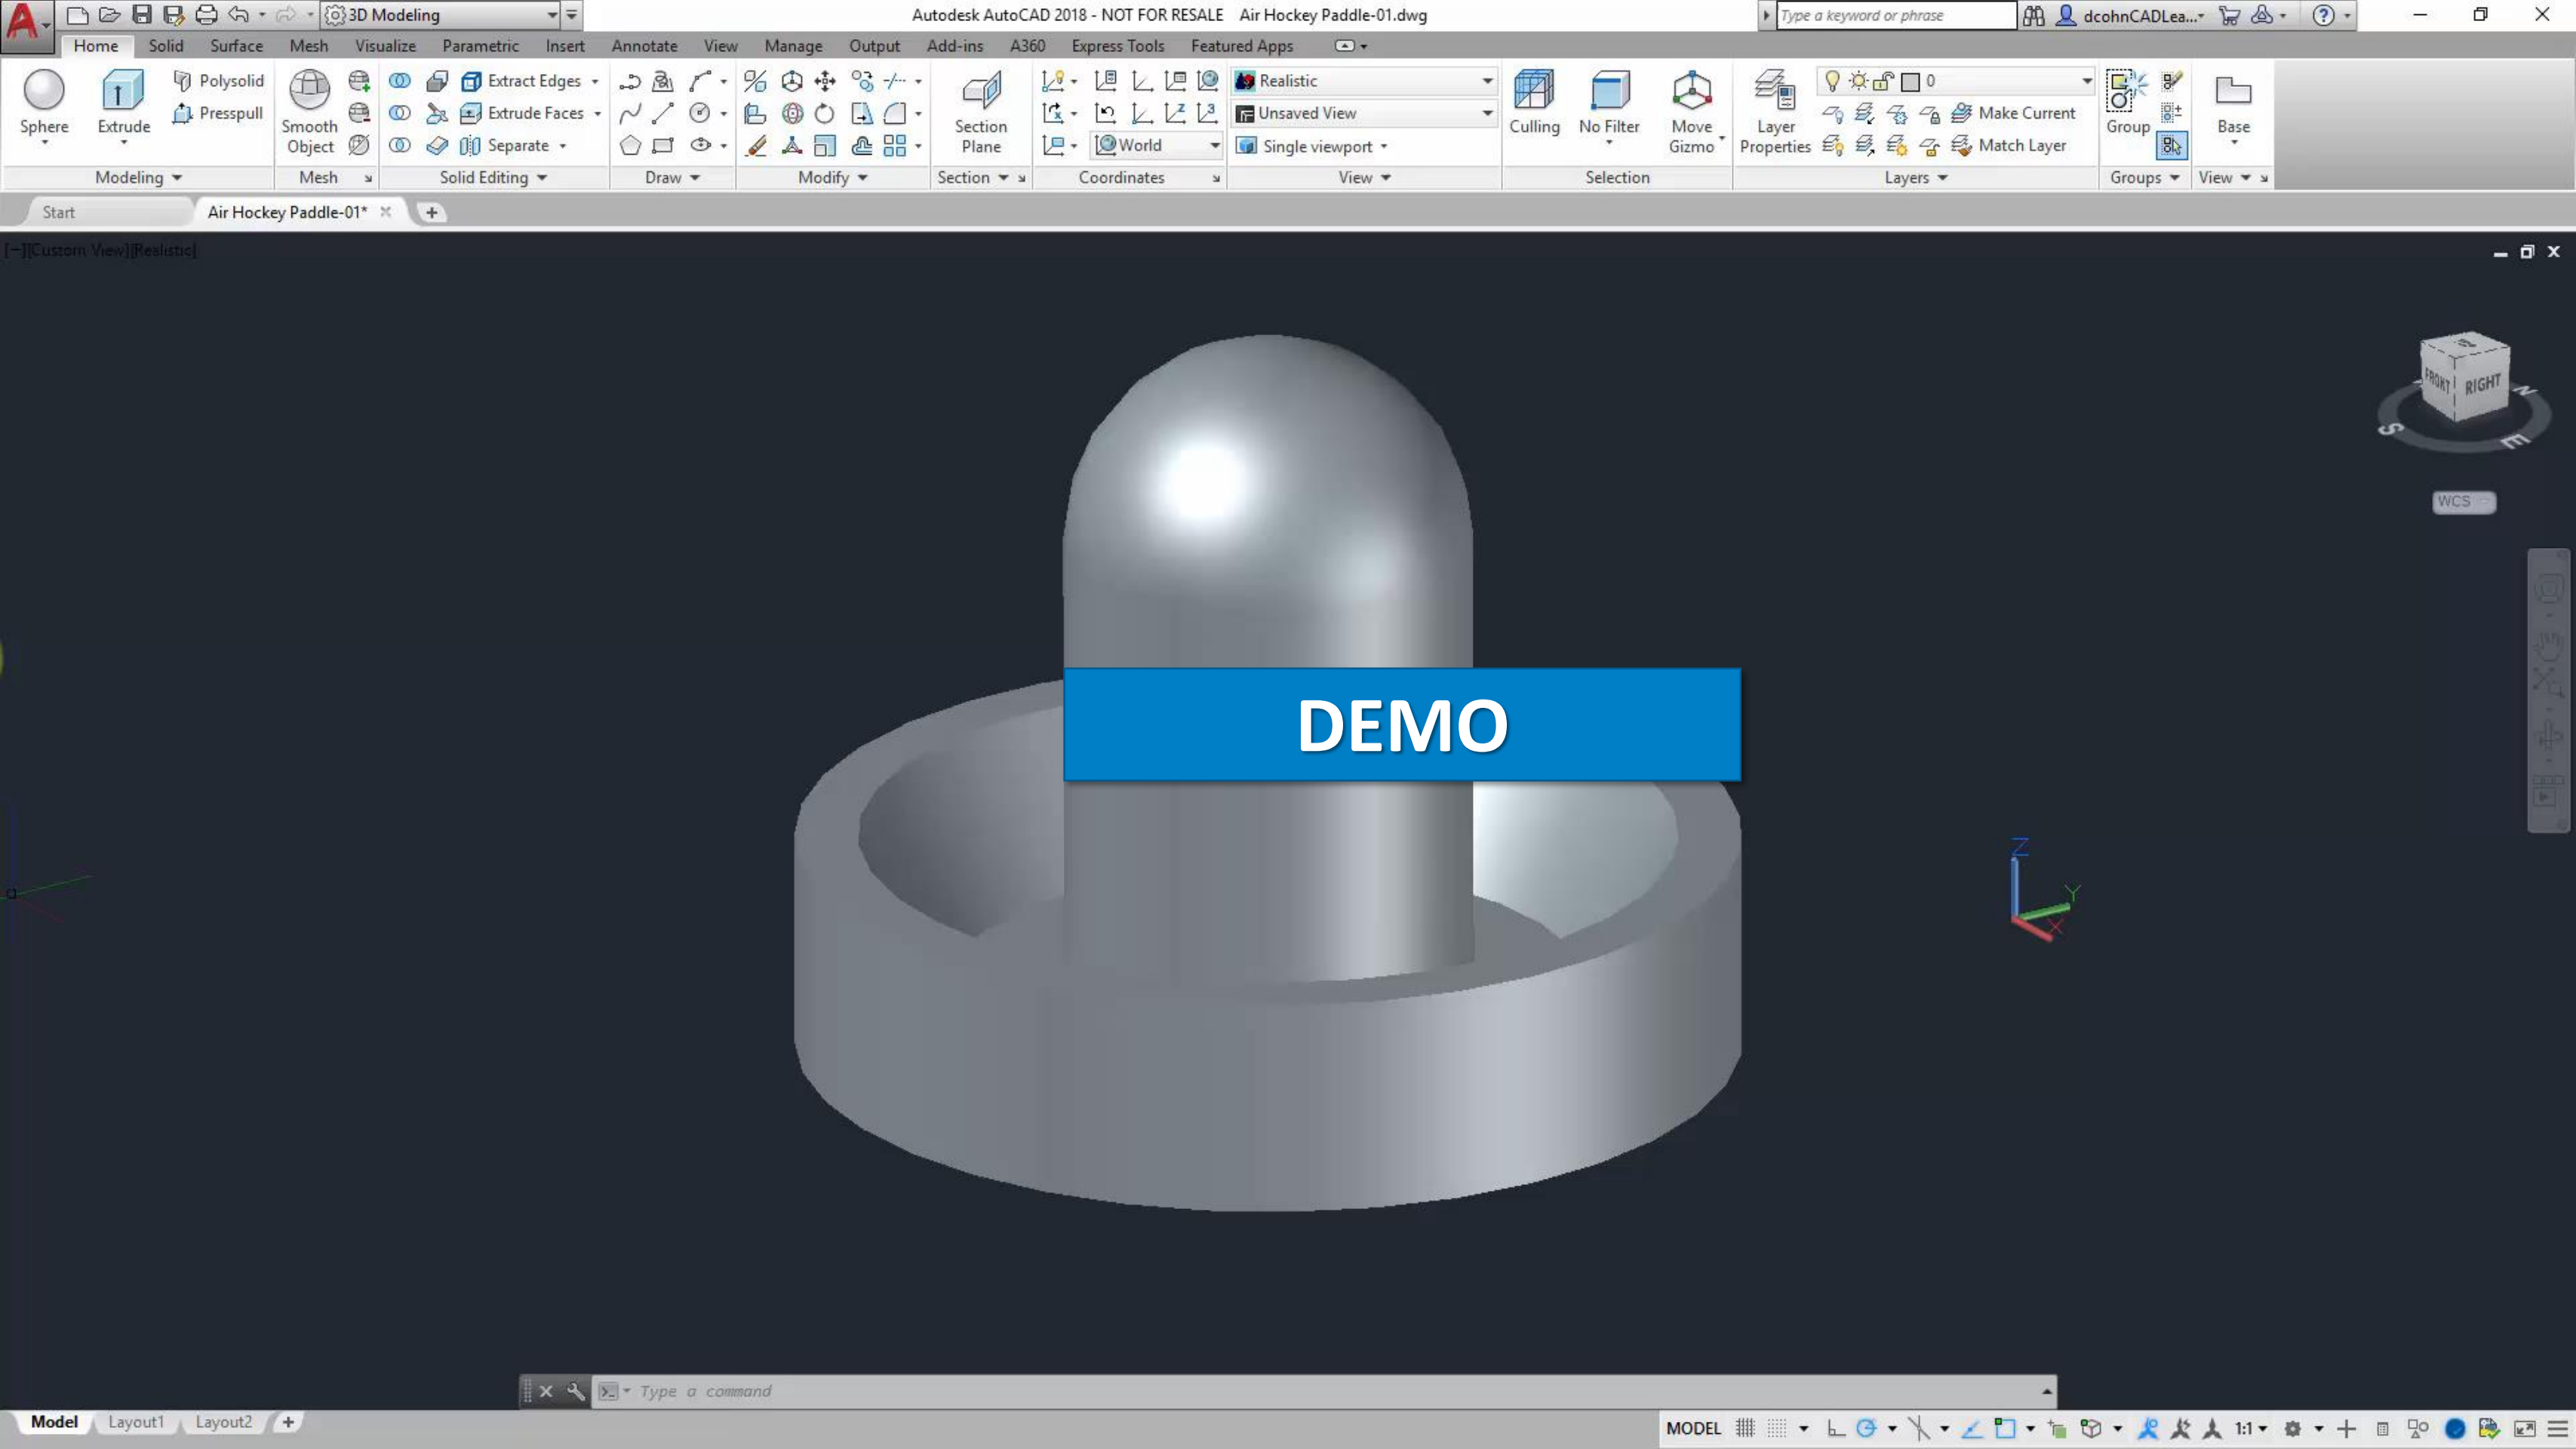 3D Modeling
Autodesk AutoCAD 2018 - NOT FOR RESALE Air Hockey Paddle-01.dwg
Type a keyword or phrase
dcohnCADLea...
Home Solid Surface Mesh Visualize Parametric Insert Annotate View Manage Output Add-ins A360 Express Tools Featured Apps
Sphere
Extrude
Polysolid
Presspull
Smooth
Object
Extract Edges
Extrude Faces
Separate
Section
Plane
World
Realistic
Unsaved View
Single viewport
Culling
No Filter
Move
Gizmo
Layer
Properties
0
Make Current
Match Layer
Group
Base
Modeling Mesh Solid Editing Draw Modify Section Coordinates View Selection Layers Groups View
Start Air Hockey Paddle-01*
[–][Custom View][Realistic]
FRONT RIGHT
S E N
WCS
DEMO
Z
Y
X
Type a command
Model Layout1 Layout2
MODEL 1:1